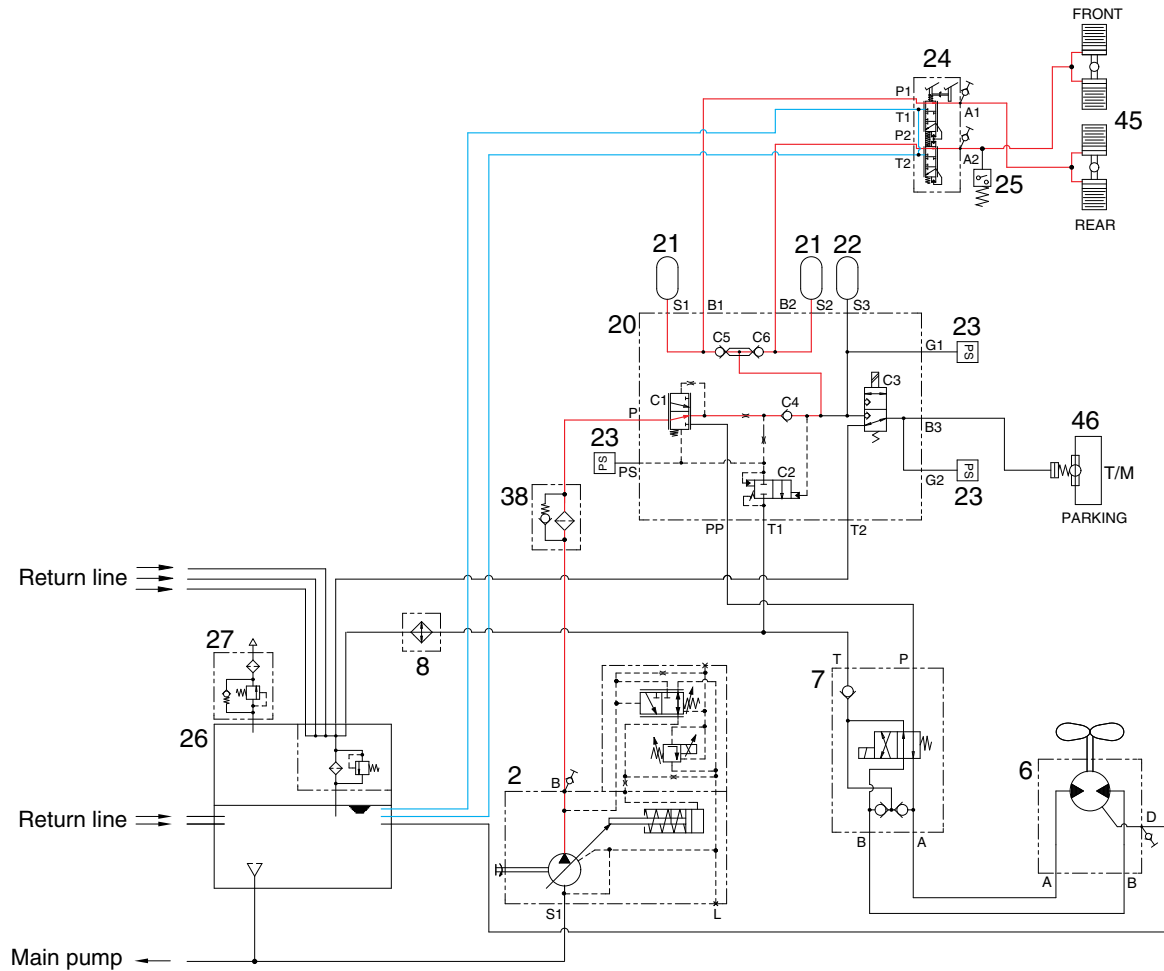 FRONT
24
P1
T1
A1
P2
T2
A2
45
25
REAR
21
21
22
S1
B1
B2
S2
S3
20
C5
C6
23
G1
PS
C1
C3
P
C4
B3
46
23
PS
PS
C2
G2
PS
23
T/M
PARKING
38
PP
T1
T2
Return line
27
8
T
P
7
26
2
B
6
Return line
D
B
A
A
B
S1
L
Main pump